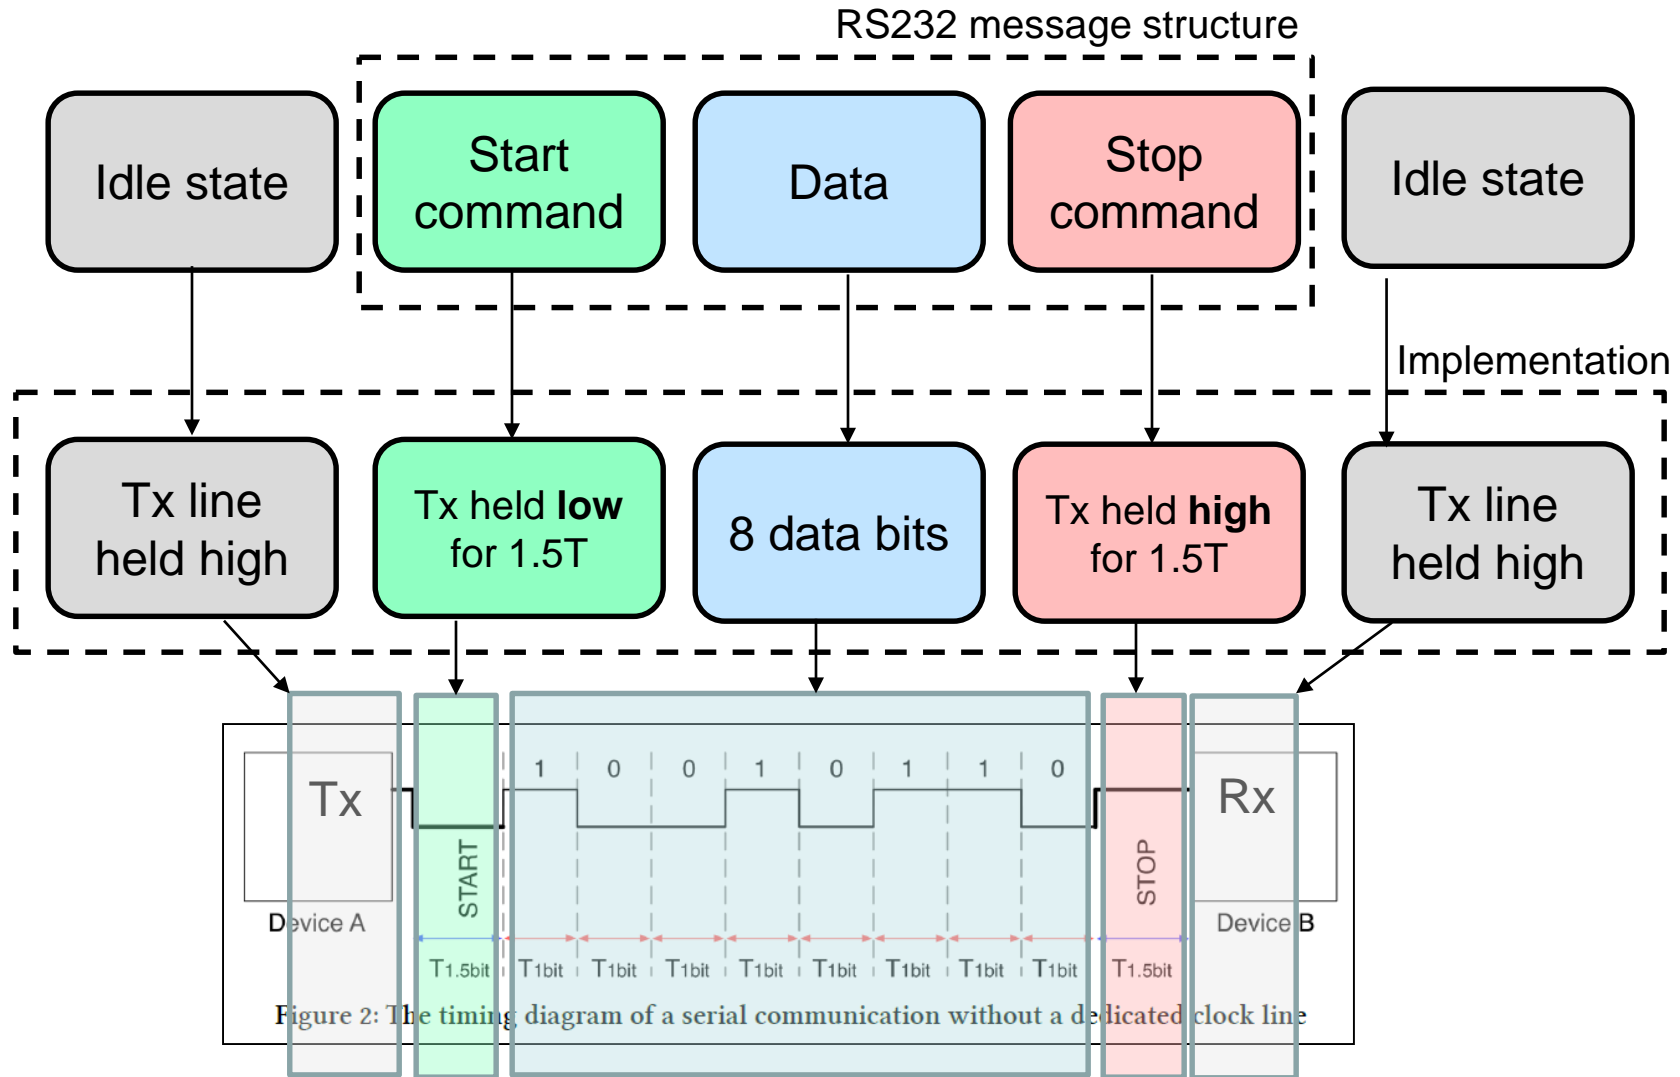 RS232 message structure
Idle state
Start
command
Data
Stop
command
Idle state
Implementation
Tx line
held high
Tx held low
for 1.5T
8 data bits
Tx held high
for 1.5T
Tx line
held high
1 0 0 1 0 1 1 0
Tx
Rx
START
STOP
Device A
Device B
T1.5bit T1bit T1bit T1bit T1bit T1bit T1bit T1bit T1bit T1.5bit
Figure 2: The timing diagram of a serial communication without a dedicated clock line